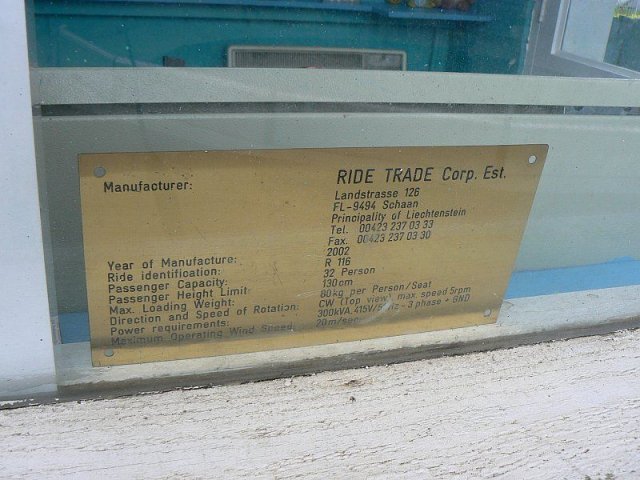 Manufacturer: RIDE TRADE Corp. Est.
Landstrasse 126
FL-9494 Schaan
Principality of Liechtenstein
Tel. 00423 237 03 33
Fax. 00423 237 03 30
Year of Manufacture: 2002
Ride identification: R 116
Passenger Capacity: 32 Person
Passenger Height Limit: 130cm
Max. Loading Weight: 80kg per Person/Seat
Direction and Speed of Rotation: CW (Top view) max. speed 5rpm
Power requirements: 300kVA, 415V/ - 3 phase + GND
Maximum Operating Wind Speed 20m/sec